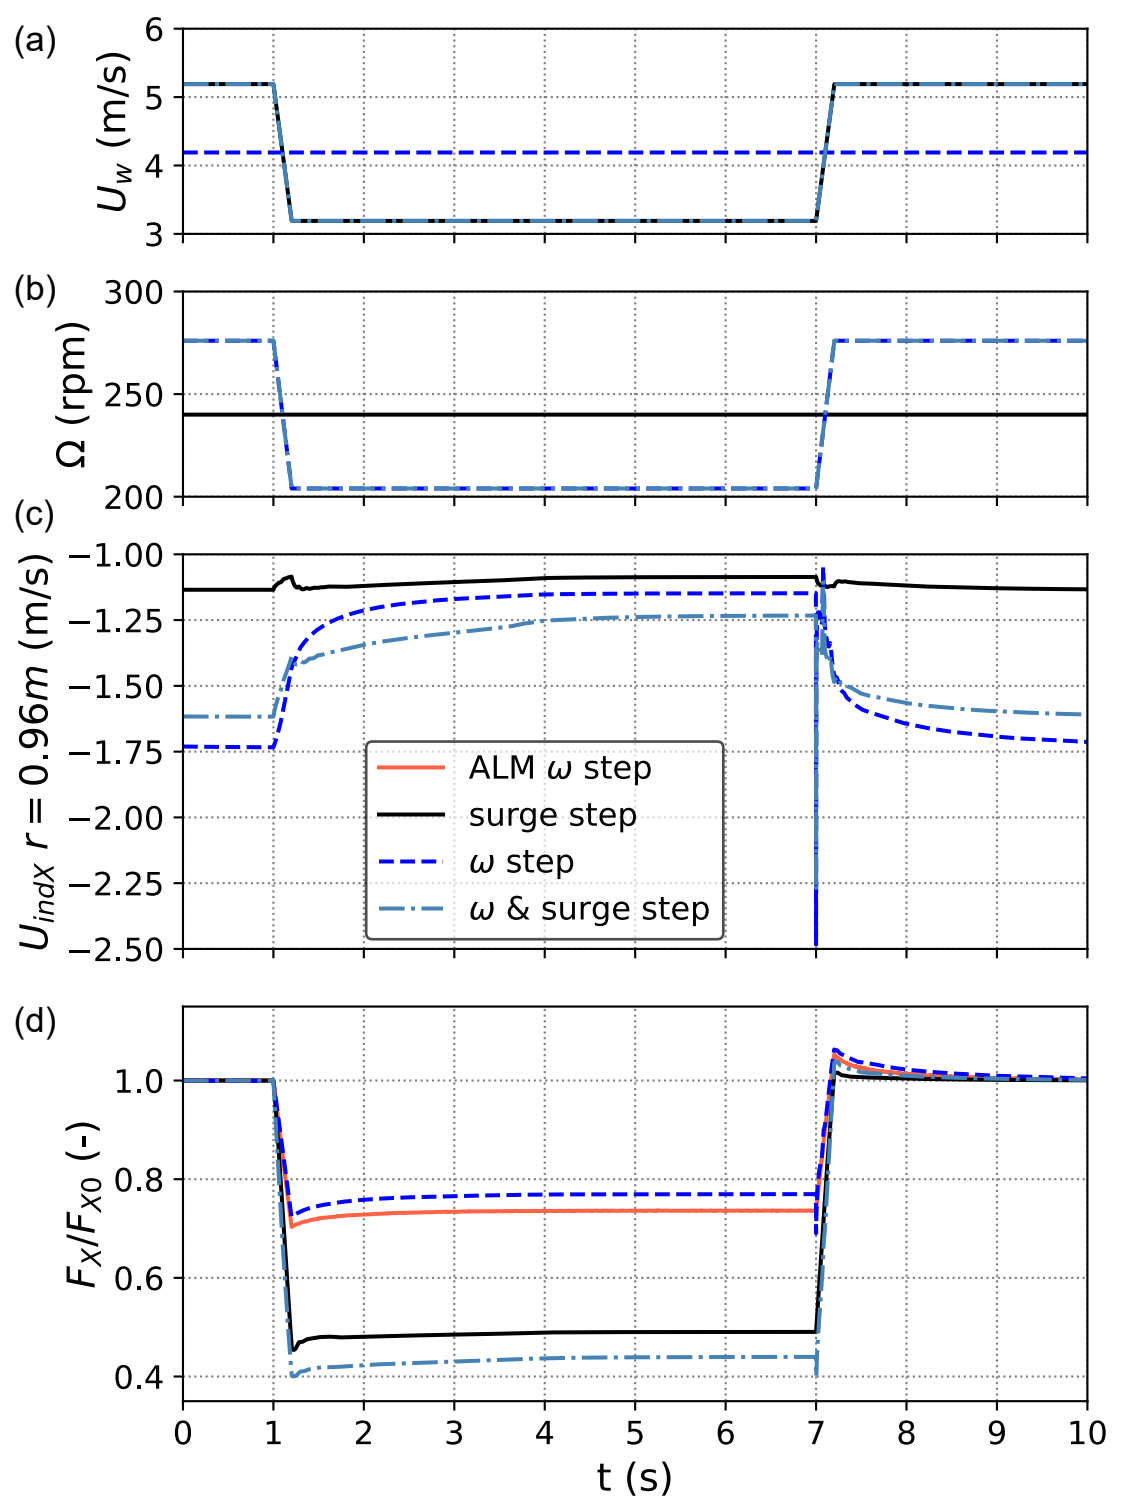 (a)
U_w (m/s)
6
5
4
3
(b)
Ω (rpm)
300
250
200
(c)
U_indX r = 0.96m (m/s)
−1.00
−1.25
−1.50
−1.75
−2.00
−2.25
−2.50
ALM ω step
surge step
ω step
ω & surge step
(d)
F_X/F_X0 (-)
1.0
0.8
0.6
0.4
0 1 2 3 4 5 6 7 8 9 10
t (s)